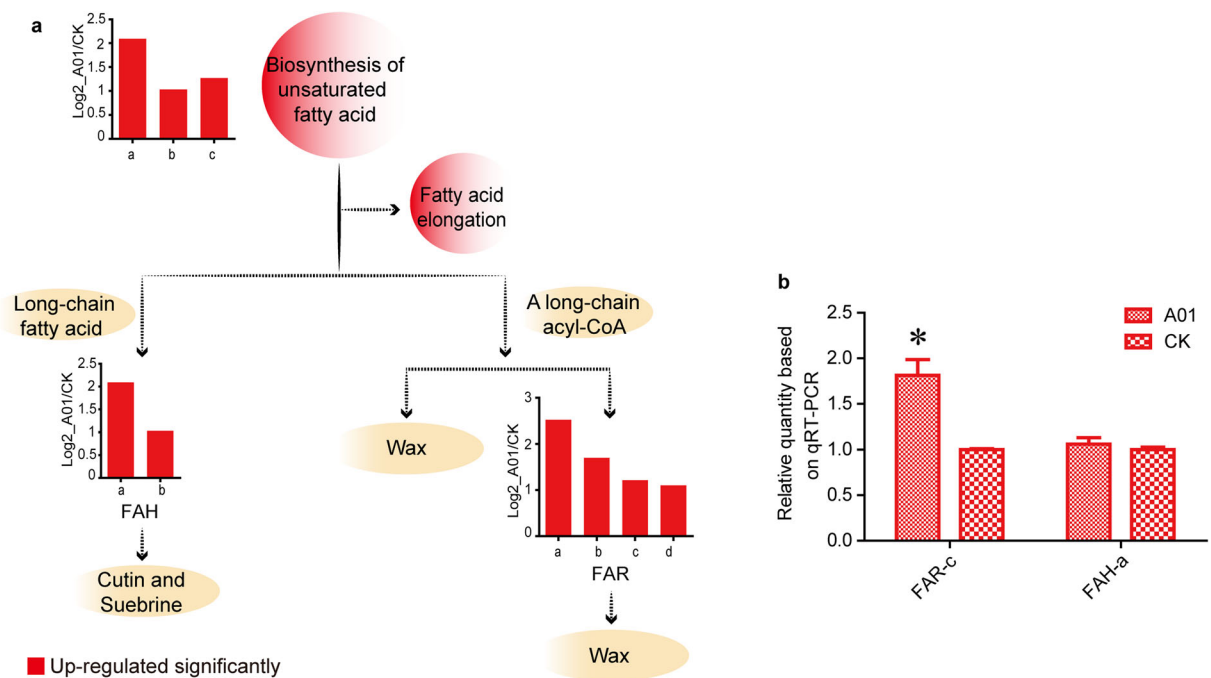 a
Log2_A01/CK
2.5
2
1.5
1
0.5
0
a b c
Biosynthesis of
unsaturated
fatty acid
Fatty acid
elongation
Long-chain
fatty acid
A long-chain
acyl-CoA
Log2_A01/CK
2.5
2
1.5
1
0.5
0
a b
FAH
Cutin and
Suebrine
Wax
Log2_A01/CK
3
2
1
0
a b c d
FAR
Wax
Up-regulated significantly
b
Relative quantity based
on qRT-PCR
2.5
2.0
1.5
1.0
0.5
0.0
*
A01
CK
FAR-c
FAH-a